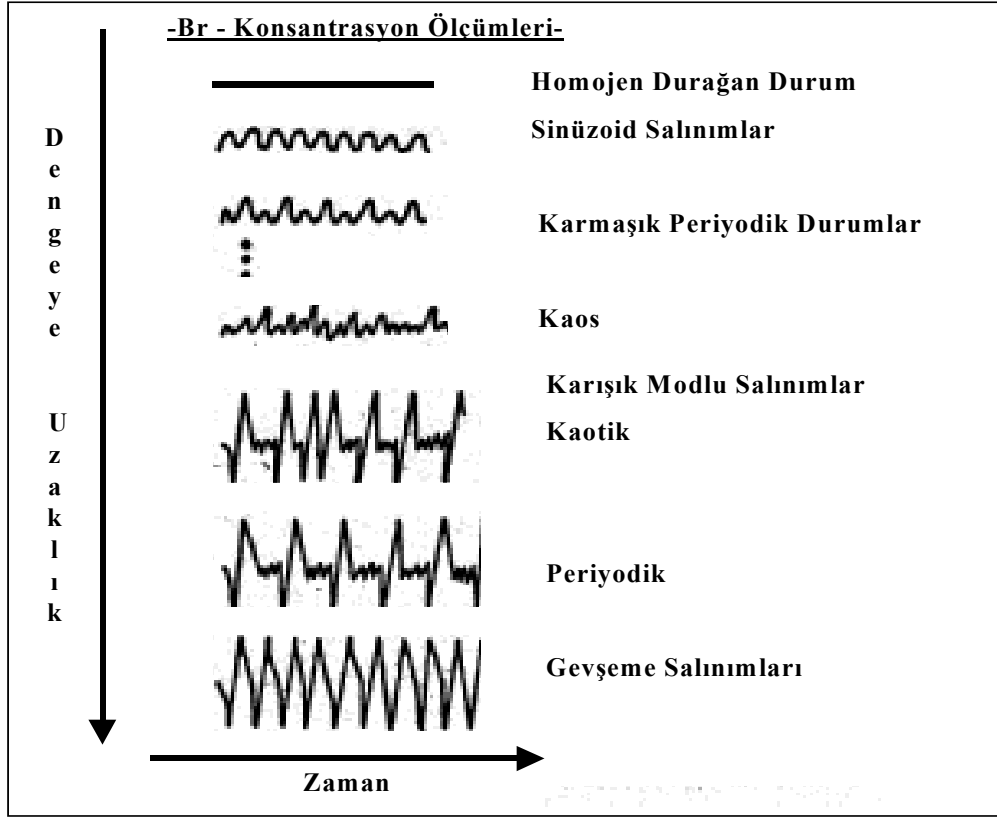 -Br - Konsantrasyon Ölçümleri-
Homojen Durağan Durum
Sinüzoid Salınımlar
Karmaşık Periyodik Durumlar
Kaos
Karışık Modlu Salınımlar
Kaotik
Periyodik
Gevşeme Salınımları
Dengeye Uzaklık
Zaman